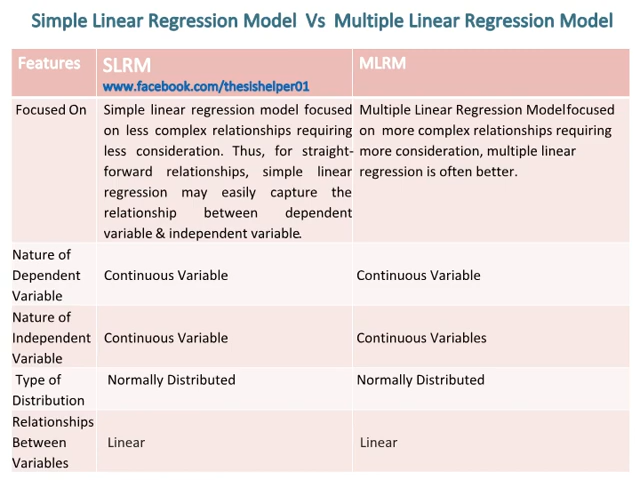 Simple Linear Regression Model Vs Multiple Linear Regression Model
Features
SLRM
www.facebook.com/thesishelper01
MLRM
Focused On
Simple linear regression model focused
on less complex relationships requiring
less consideration. Thus, for straight-
forward relationships, simple linear
regression may easily capture the
relationship between dependent
variable & independent variable.
Multiple Linear Regression Modelfocused
on more complex relationships requiring
more consideration, multiple linear
regression is often better.
Nature of
Dependent
Variable
Continuous Variable
Continuous Variable
Nature of
Independent
Variable
Continuous Variable
Continuous Variables
Type of
Distribution
Normally Distributed
Normally Distributed
Relationships
Between
Variables
Linear
Linear